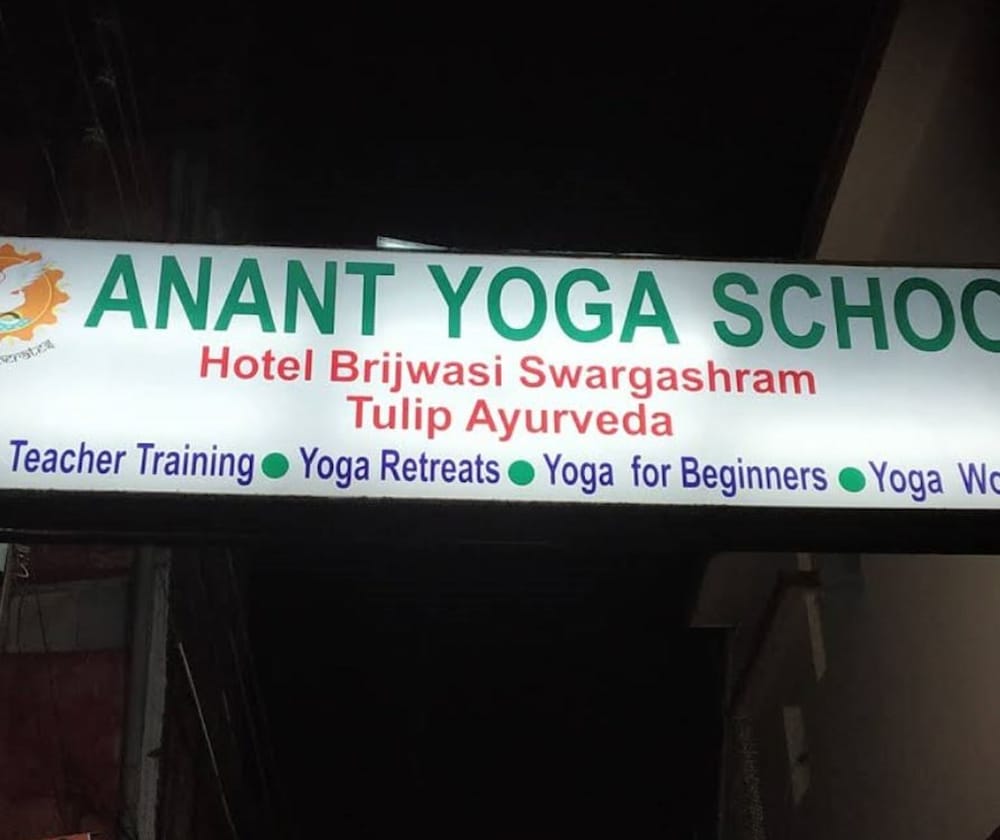 ANANT YOGA SCHOO
Hotel Brijwasi Swargashram
Tulip Ayurveda
Teacher Training ● Yoga Retreats ● Yoga for Beginners ● Yoga Wo